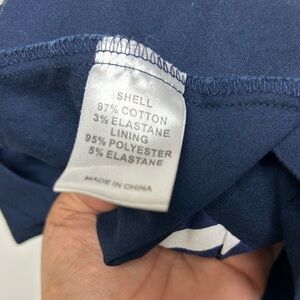 SHELL
97% COTTON
3% ELASTANE
LINING
95% POLYESTER
5% ELASTANE
MADE IN CHINA